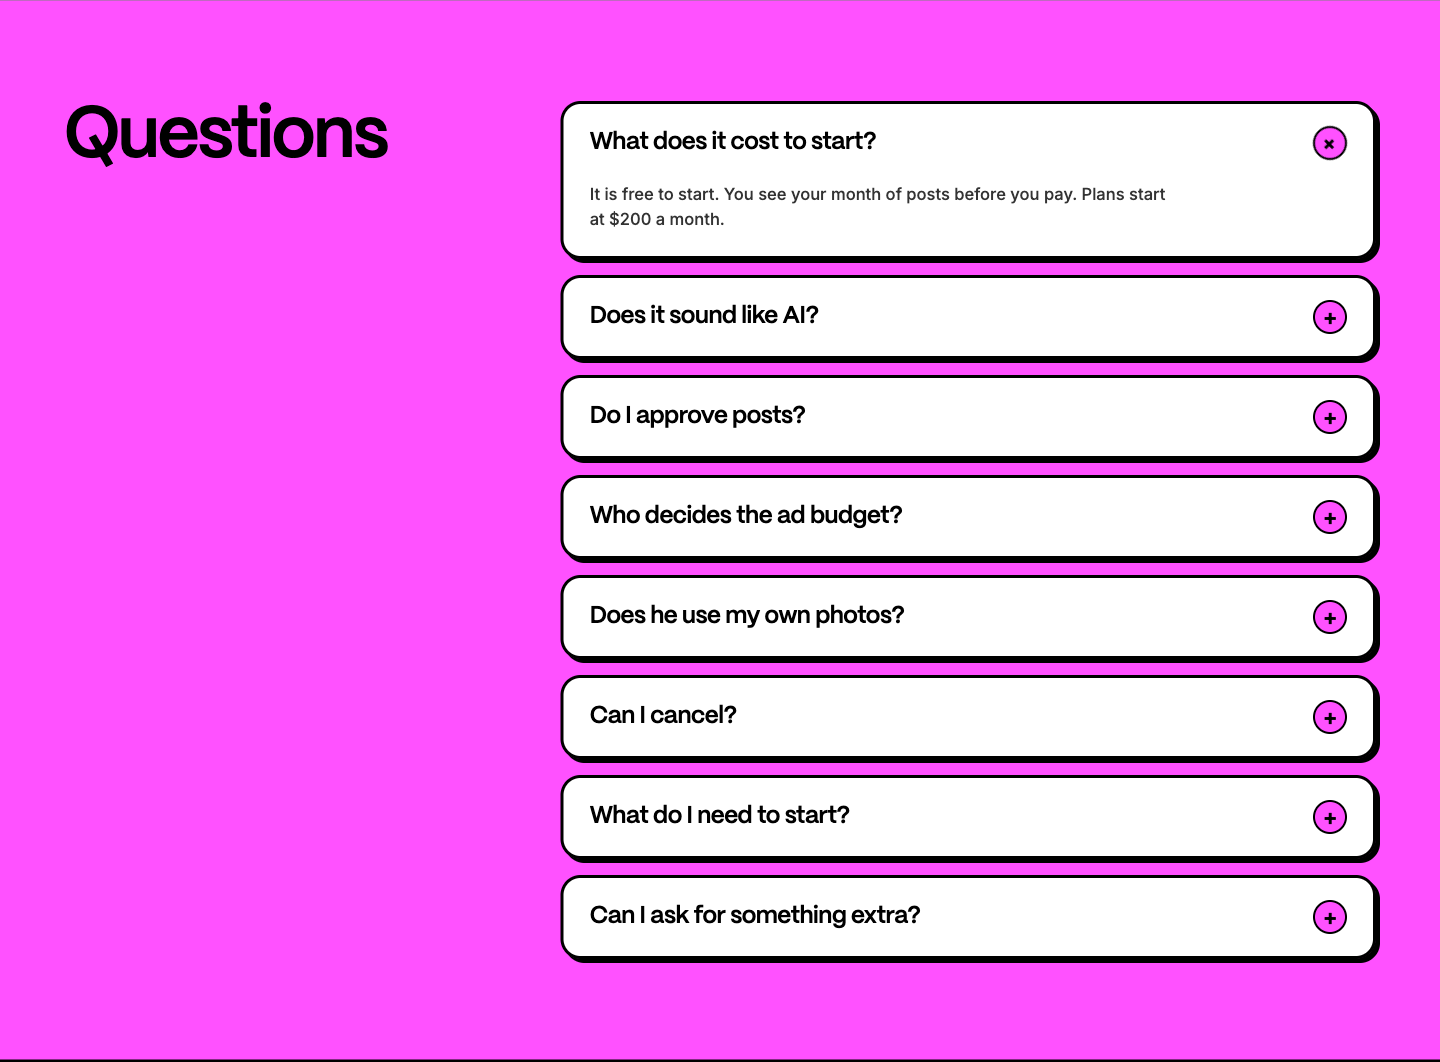 Questions
What does it cost to start?
It is free to start. You see your month of posts before you pay. Plans start
at $200 a month.
Does it sound like AI?
Do I approve posts?
Who decides the ad budget?
Does he use my own photos?
Can I cancel?
What do I need to start?
Can I ask for something extra?